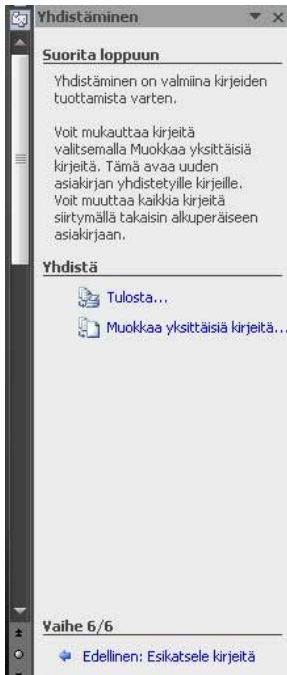 Yhdistäminen
Suorita loppuun
Yhdistäminen on valmiina kirjeiden
tuottamista varten.
Voit mukauttaa kirjeitä
valitsemalla Muokkaa yksittäisiä
kirjeitä. Tämä avaa uuden
asiakirjan yhdistetyille kirjeille.
Voit muuttaa kaikkia kirjeitä
siirtymällä takaisin alkuperäiseen
asiakirjaan.
Yhdistä
Tulosta...
Muokkaa yksittäisiä kirjeitä...
Vaihe 6/6
Edellinen: Esikatsele kirjeitä